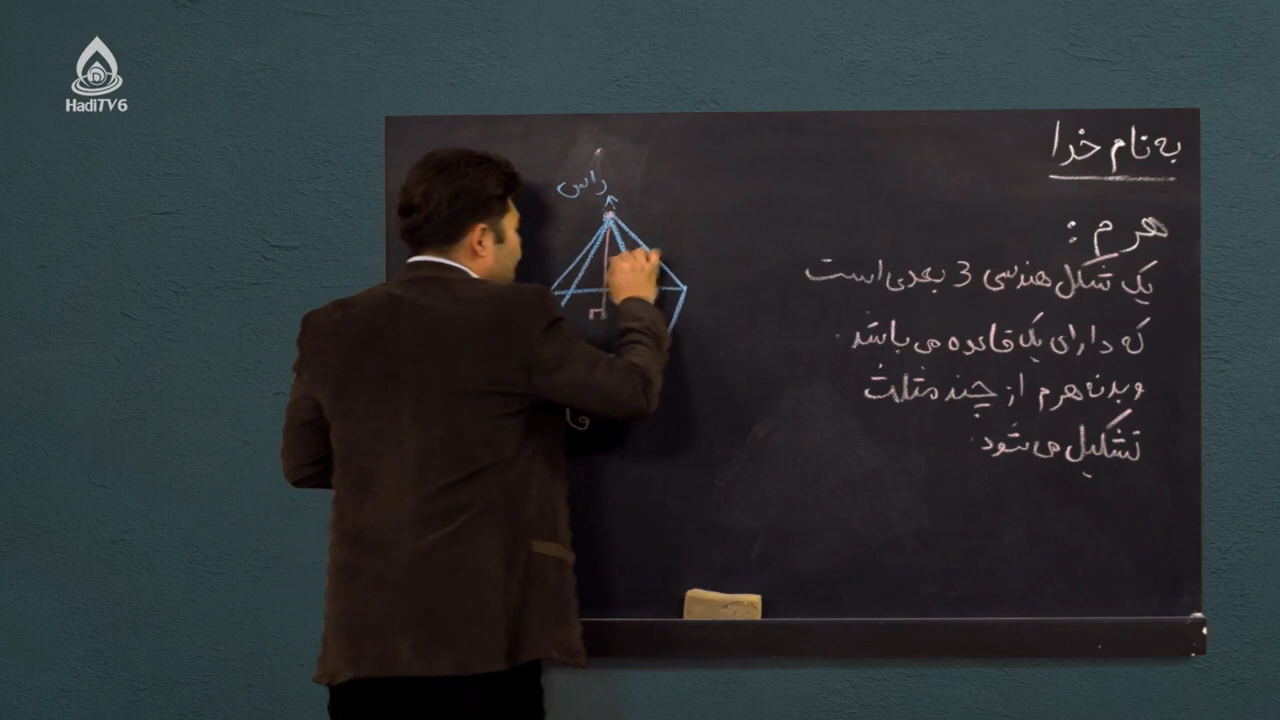 HadiTV6
به نام خدا
هرم :
یک شکل هندسی 3 بعدی است
که دارای یک قاعده می باشد.
و بدنه هرم از چند مثلث
تشکیل می شود.
راس